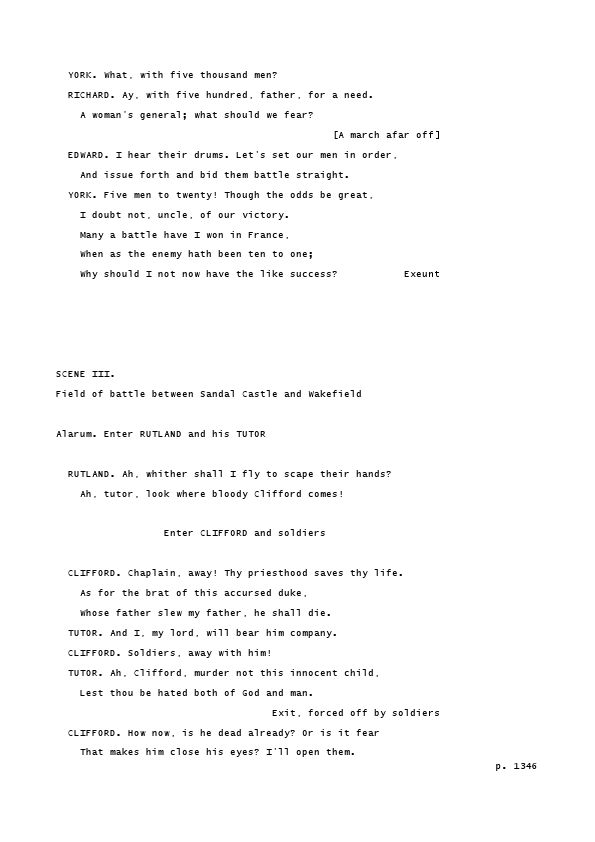 YORK. What, with five thousand men?
RICHARD. Ay, with five hundred, father, for a need.
A woman's general; what should we fear?
[A march afar off]
EDWARD. I hear their drums. Let's set our men in order,
And issue forth and bid them battle straight.
YORK. Five men to twenty! Though the odds be great,
I doubt not, uncle, of our victory.
Many a battle have I won in France,
When as the enemy hath been ten to one;
Why should I not now have the like success? Exeunt
SCENE III.
Field of battle between Sandal Castle and Wakefield
Alarum. Enter RUTLAND and his TUTOR
RUTLAND. Ah, whither shall I fly to scape their hands?
Ah, tutor, look where bloody Clifford comes!
Enter CLIFFORD and soldiers
CLIFFORD. Chaplain, away! Thy priesthood saves thy life.
As for the brat of this accursed duke,
Whose father slew my father, he shall die.
TUTOR. And I, my lord, will bear him company.
CLIFFORD. Soldiers, away with him!
TUTOR. Ah, Clifford, murder not this innocent child,
Lest thou be hated both of God and man.
Exit, forced off by soldiers
CLIFFORD. How now, is he dead already? Or is it fear
That makes him close his eyes? I'll open them.
p. 1346